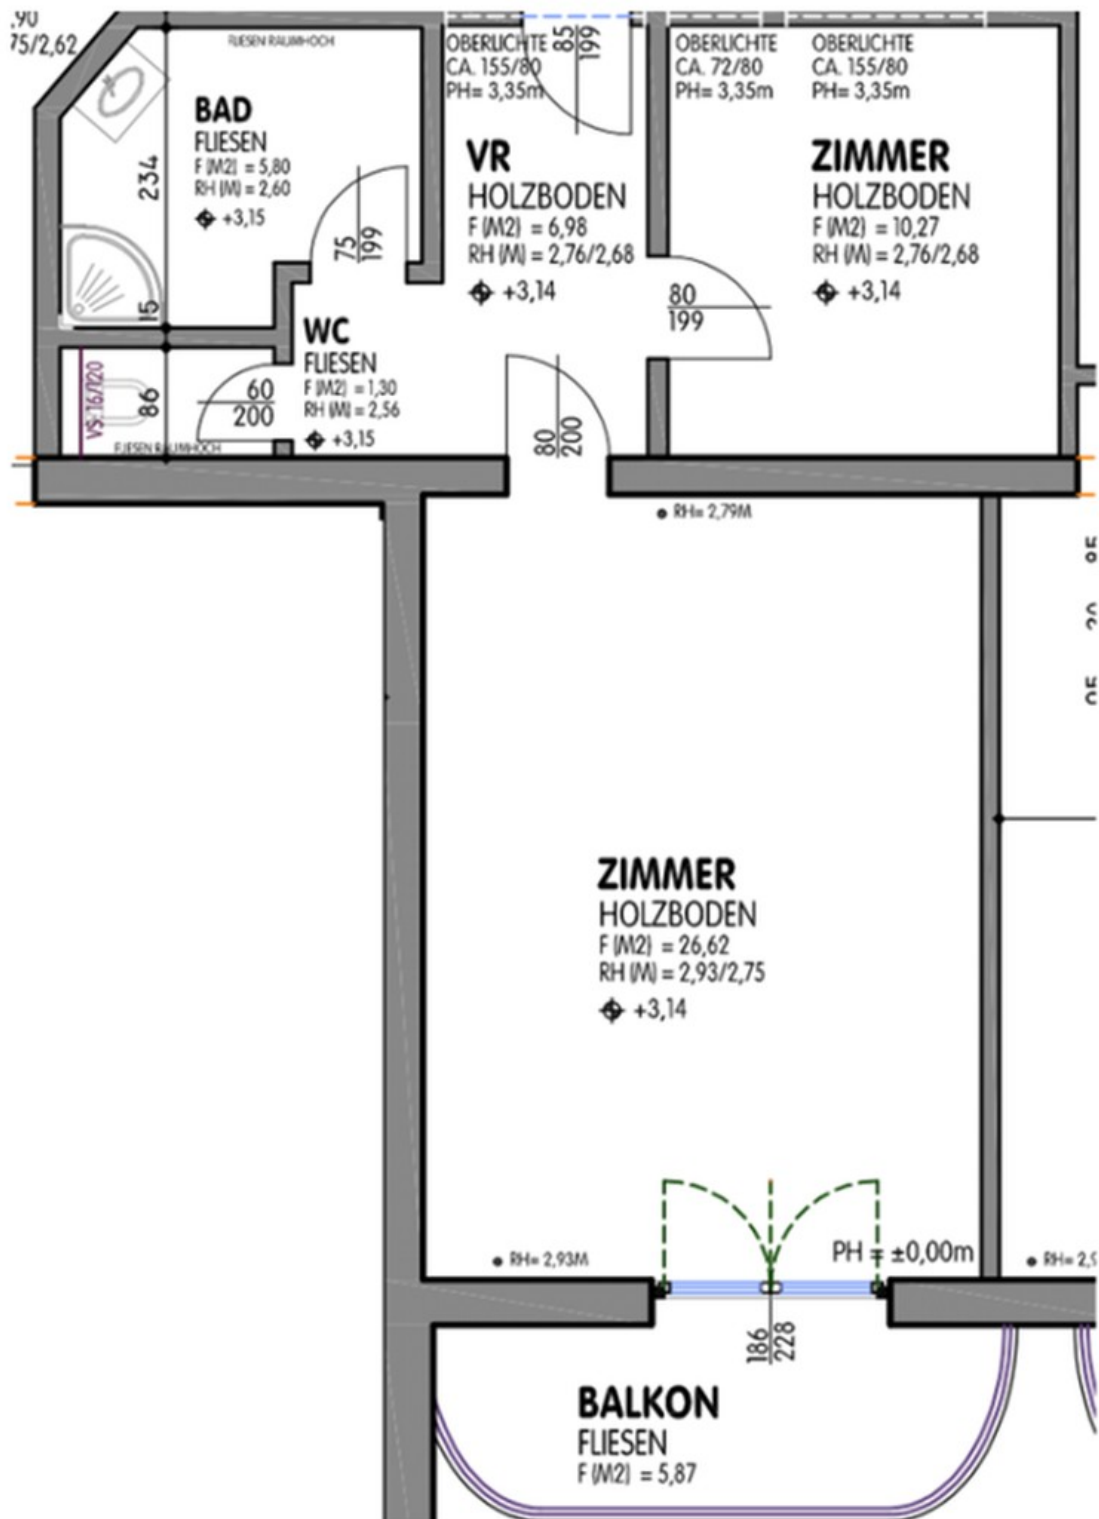 75/2,62
FLIESEN RAUMHOCH
BAD
FLIESEN
F (M2) = 5,80
RH (M) = 2,60
+3,15
234
15
86
75
199
OBERLICHTE
CA. 155/80
PH= 3,35m
85
199
VR
HOLZBODEN
F (M2) = 6,98
RH (M) = 2,76/2,68
+3,14
OBERLICHTE
CA. 72/80
PH= 3,35m
OBERLICHTE
CA. 155/80
PH= 3,35m
ZIMMER
HOLZBODEN
F (M2) = 10,27
RH (M) = 2,76/2,68
+3,14
80
199
WC
FLIESEN
F (M2) = 1,30
RH (M) = 2,56
+3,15
60
200
VS: 16/120
FLIESEN RAUMHOCH
80
200
RH= 2,79M
ZIMMER
HOLZBODEN
F (M2) = 26,62
RH (M) = 2,93/2,75
+3,14
RH= 2,93M
PH = ±0,00m
186
228
BALKON
FLIESEN
F (M2) = 5,87